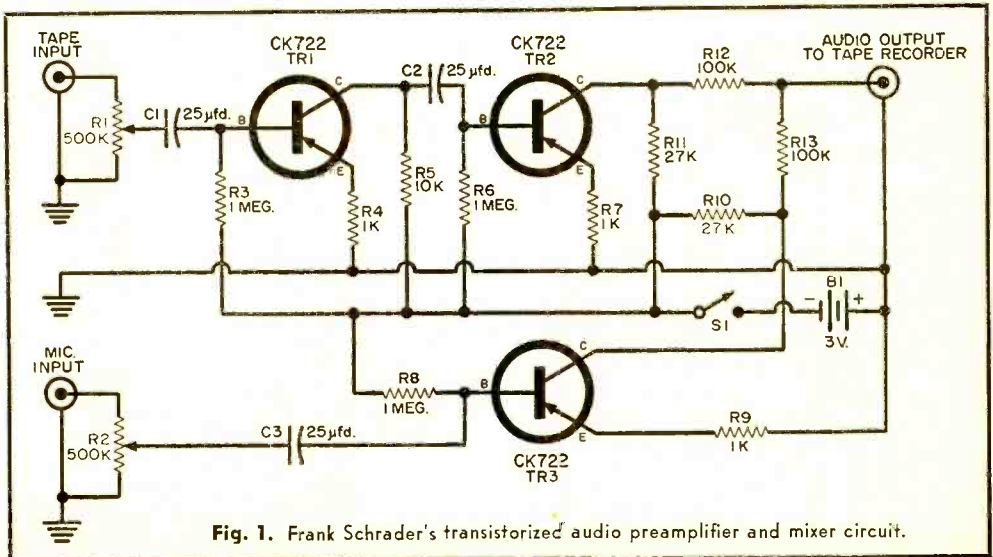 TAPE
INPUT
CK722
TR1
CK722
TR2
AUDIO OUTPUT
TO TAPE RECORDER
R12
100K
C
C2
25µfd.
C
R1
500K
C1
25µfd.
B
B
E
E
R3
1 MEG.
R4
1K
R5
10K
R6
1 MEG.
R7
1K
R11
27K
R13
100K
R10
27K
S1
B1
- +
3V.
MIC.
INPUT
R2
500K
R8
1 MEG.
C3
25µfd.
B
C
E
CK722
TR3
R9
1K
Fig. 1. Frank Schrader's transistorized audio preamplifier and mixer circuit.